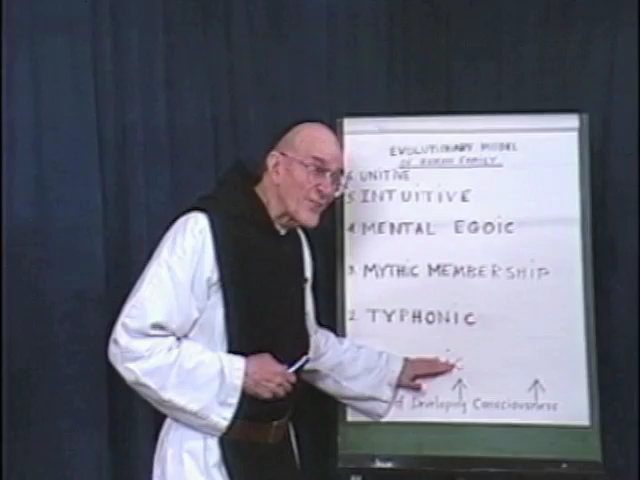 EVOLUTIONARY MODEL
OF HUMAN FAMILY
6. UNITIVE
5. INTUITIVE
4. MENTAL EGOIC
3. MYTHIC MEMBERSHIP
2. TYPHONIC
of Developing Consciousness